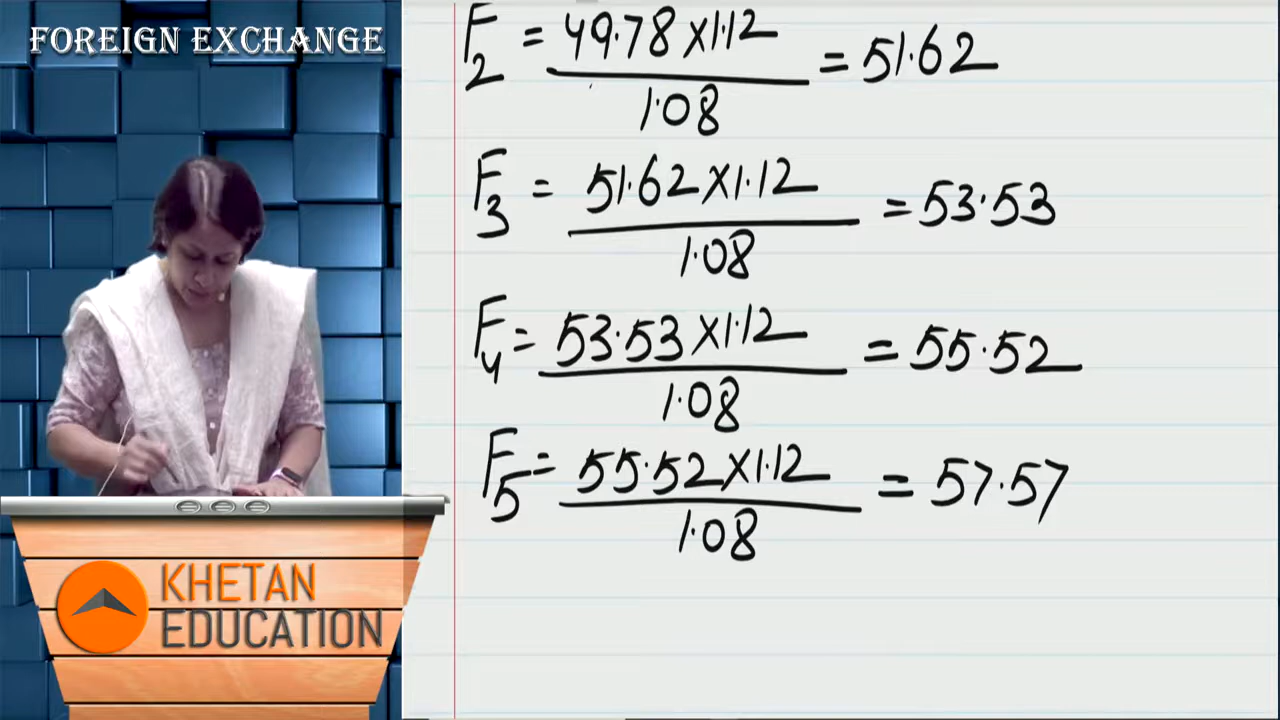 FOREIGN EXCHANGE
F2 = 49.78 x 1.12 / 1.08 = 51.62
F3 = 51.62 x 1.12 / 1.08 = 53.53
F4 = 53.53 x 1.12 / 1.08 = 55.52
F5 = 55.52 x 1.12 / 1.08 = 57.57
KHETAN
EDUCATION